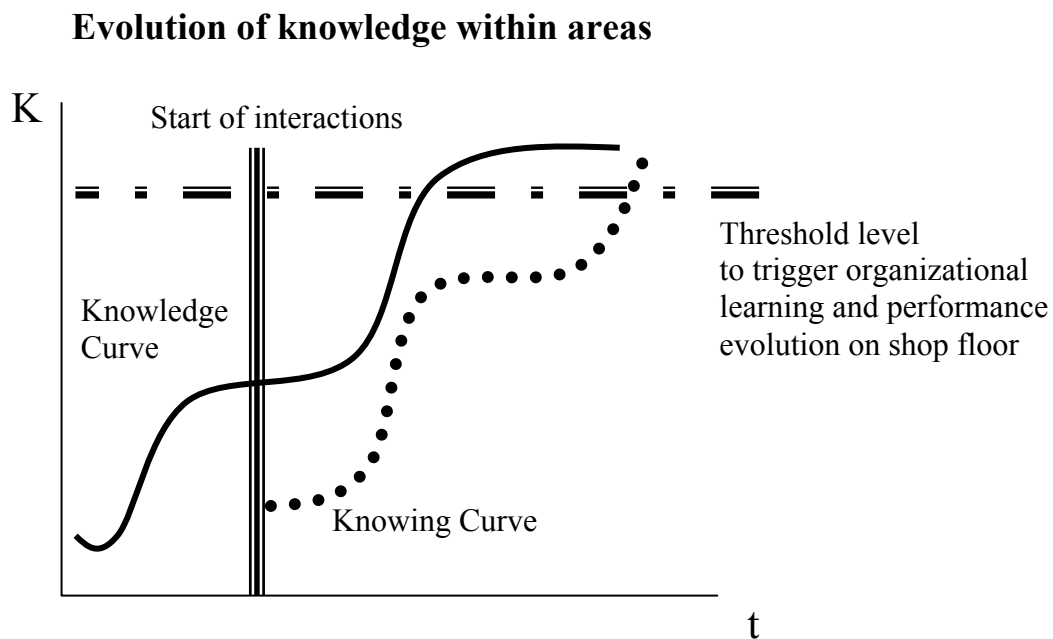 Evolution of knowledge within areas
K
Start of interactions
Threshold level
to trigger organizational
learning and performance
evolution on shop floor
Knowledge
Curve
Knowing Curve
t